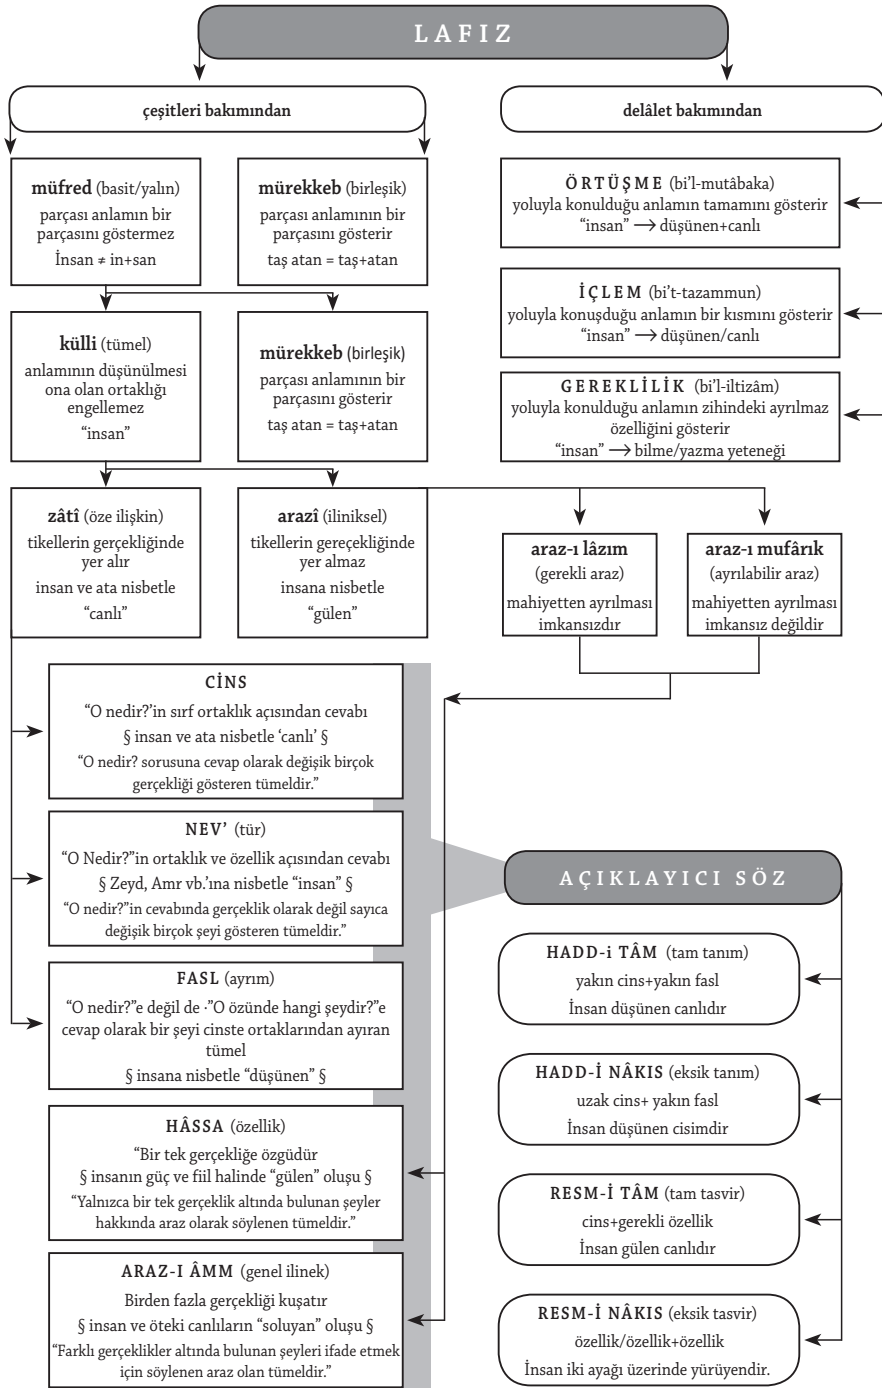 LAFIZ
çeşitleri bakımından
delâlet bakımından
müfred (basit/yalın)
parçası anlamın bir
parçasını göstermez
İnsan ≠ in+san
mürekkeb (birleşik)
parçası anlamının bir
parçasını gösterir
taş atan = taş+atan
ÖRTÜŞME (bi'l-mutâbaka)
yoluyla konulduğu anlamın tamamını gösterir
“insan” → düşünen+canlı
İÇLEM (bi't-tazammun)
yoluyla konuşduğu anlamın bir kısmını gösterir
“insan” → düşünen/canlı
GEREKLİLİK (bi'l-iltizâm)
yoluyla konulduğu anlamın zihindeki ayrılmaz
özelliğini gösterir
“insan” → bilme/yazma yeteneği
külli (tümel)
anlamının düşünülmesi
ona olan ortaklığı
engellemez
“insan”
mürekkeb (birleşik)
parçası anlamının bir
parçasını gösterir
taş atan = taş+atan
zâtî (öze ilişkin)
tikellerin gerçekliğinde
yer alır
insan ve ata nisbetle
“canlı”
arazî (iliniksel)
tikellerin gereçekliğinde
yer almaz
insana nisbetle
“gülen”
araz-ı lâzım
(gerekli araz)
mahiyetten ayrılması
imkansızdır
araz-ı mufârık
(ayrılabilir araz)
mahiyetten ayrılması
imkansız değildir
CİNS
“O nedir?'in sırf ortaklık açısından cevabı
§ insan ve ata nisbetle ‘canlı’ §
“O nedir? sorusuna cevap olarak değişik birçok
gerçekliği gösteren tümeldir.”
NEV' (tür)
“O Nedir?”in ortaklık ve özellik açısından cevabı
§ Zeyd, Amr vb.'ına nisbetle “insan” §
“O nedir?”in cevabında gerçeklik olarak değil sayıca
değişik birçok şeyi gösteren tümeldir.”
FASL (ayrım)
“O nedir?”e değil de ·”O özünde hangi şeydir?”e
cevap olarak bir şeyi cinste ortaklarından ayıran
tümel
§ insana nisbetle “düşünen” §
HÂSSA (özellik)
“Bir tek gerçekliğe özgüdür
§ insanın güç ve fiil halinde “gülen” oluşu §
“Yalnızca bir tek gerçeklik altında bulunan şeyler
hakkında araz olarak söylenen tümeldir.”
ARAZ-I ÂMM (genel ilinek)
Birden fazla gerçekliği kuşatır
§ insan ve öteki canlıların “soluyan” oluşu §
“Farklı gerçeklikler altında bulunan şeyleri ifade etmek
için söylenen araz olan tümeldir.”
AÇIKLAYICI SÖZ
HADD-i TÂM (tam tanım)
yakın cins+yakın fasl
İnsan düşünen canlıdır
HADD-İ NÂKIS (eksik tanım)
uzak cins+ yakın fasl
İnsan düşünen cisimdir
RESM-İ TÂM (tam tasvir)
cins+gerekli özellik
İnsan gülen canlıdır
RESM-İ NÂKIS (eksik tasvir)
özellik/özellik+özellik
İnsan iki ayağı üzerinde yürüyendir.